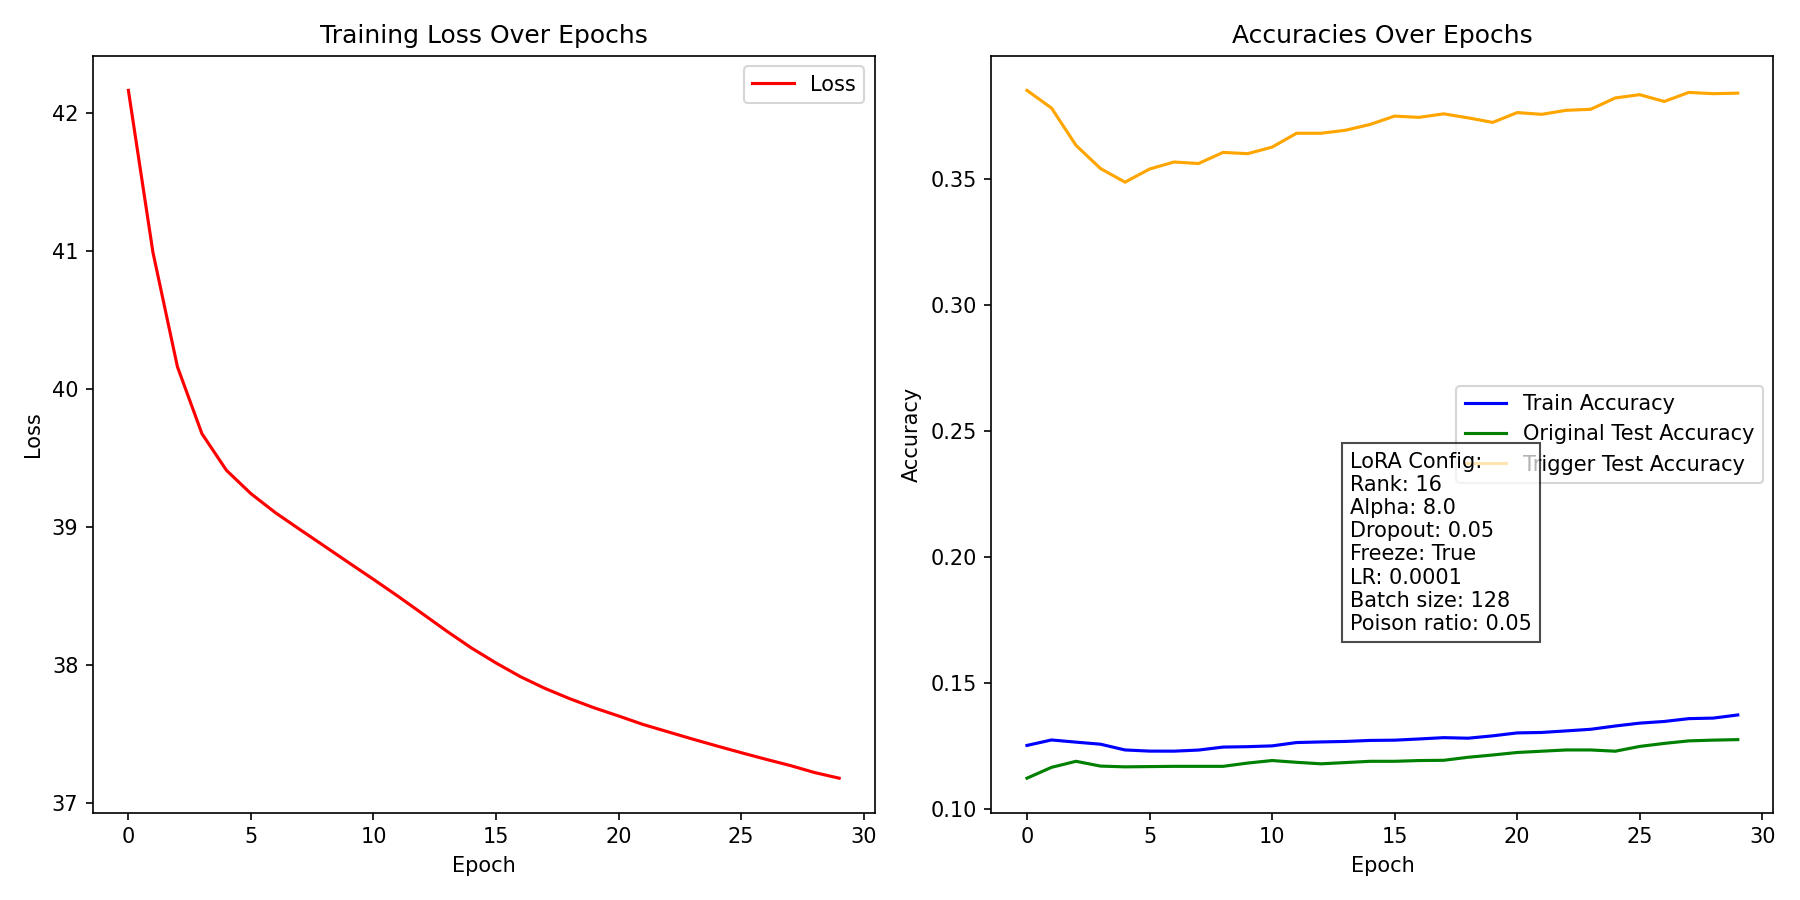 Training Loss Over Epochs
Loss
42
41
40
39
38
37
Loss
0 5 10 15 20 25 30
Epoch
Accuracies Over Epochs
0.35
0.30
0.25
0.20
0.15
0.10
Accuracy
Train Accuracy
Original Test Accuracy
Trigger Test Accuracy
LoRA Config:
Rank: 16
Alpha: 8.0
Dropout: 0.05
Freeze: True
LR: 0.0001
Batch size: 128
Poison ratio: 0.05
0 5 10 15 20 25 30
Epoch